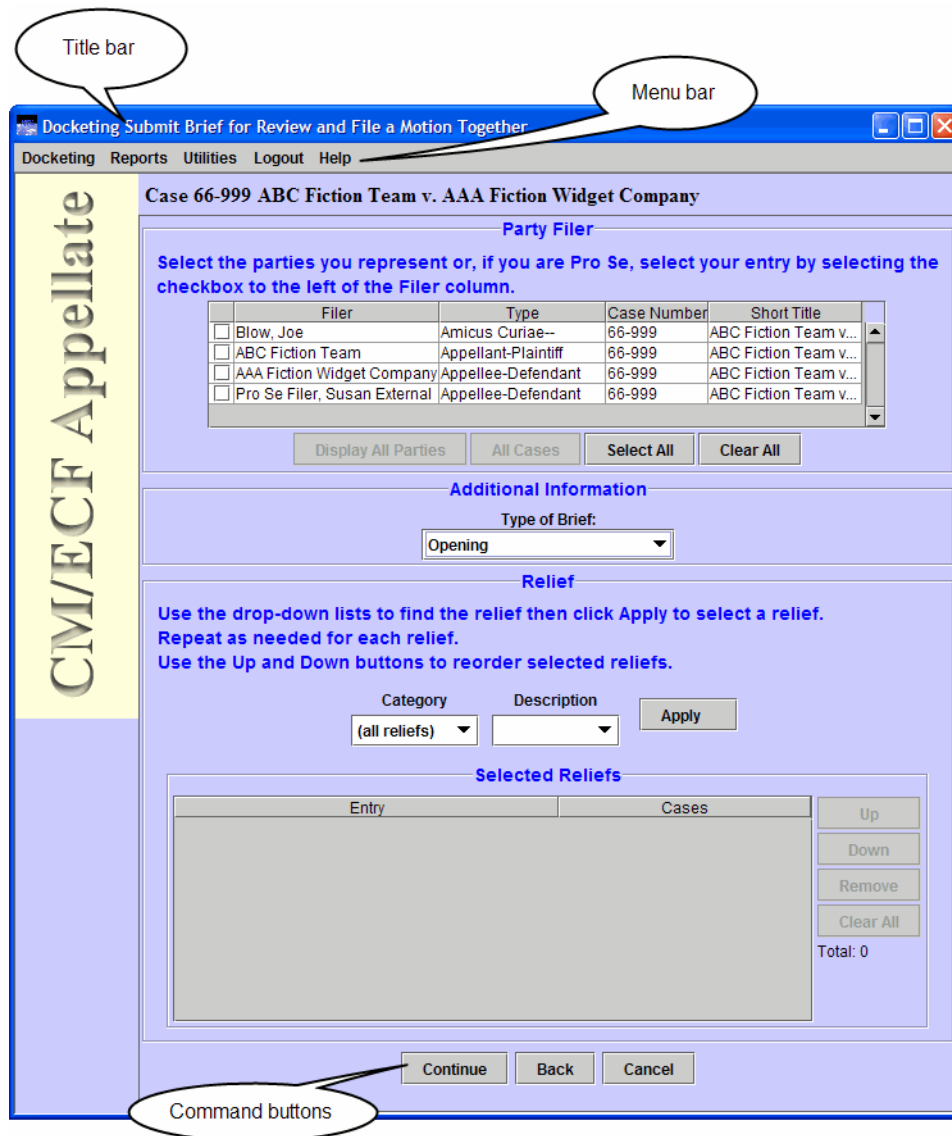 Title bar
Menu bar
Docketing Submit Brief for Review and File a Motion Together
Docketing Reports Utilities Logout Help
CM/ECF Appellate
Case 66-999 ABC Fiction Team v. AAA Fiction Widget Company
Party Filer
Select the parties you represent or, if you are Pro Se, select your entry by selecting the
checkbox to the left of the Filer column.
Filer Type Case Number Short Title
Blow, Joe Amicus Curiae-- 66-999 ABC Fiction Team v...
ABC Fiction Team Appellant-Plaintiff 66-999 ABC Fiction Team v...
AAA Fiction Widget Company Appellee-Defendant 66-999 ABC Fiction Team v...
Pro Se Filer, Susan External Appellee-Defendant 66-999 ABC Fiction Team v...
Display All Parties All Cases Select All Clear All
Additional Information
Type of Brief:
Opening
Relief
Use the drop-down lists to find the relief then click Apply to select a relief.
Repeat as needed for each relief.
Use the Up and Down buttons to reorder selected reliefs.
Category Description
(all reliefs) Apply
Selected Reliefs
Entry Cases
Up
Down
Remove
Clear All
Total: 0
Continue Back Cancel
Command buttons